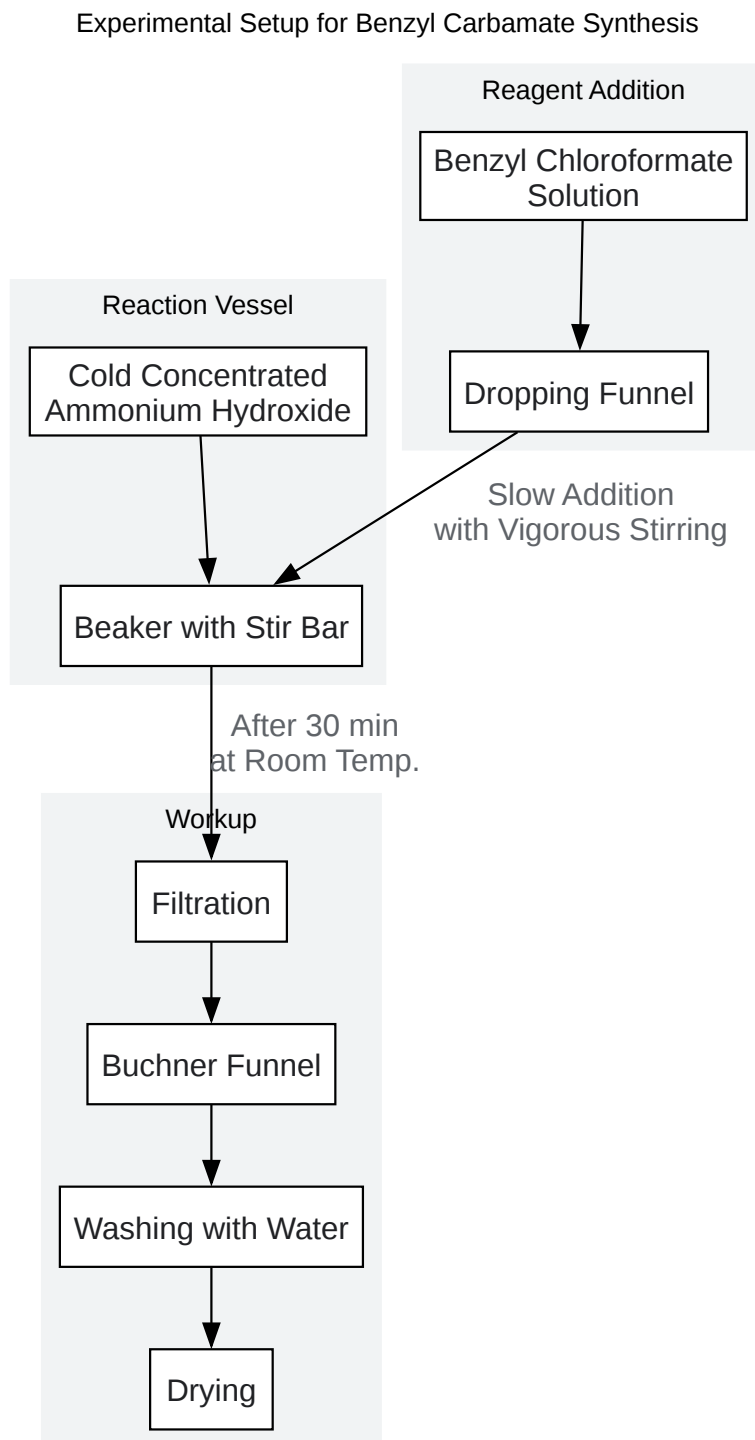 Experimental Setup for Benzyl Carbamate Synthesis
Reagent Addition
Benzyl Chloroformate
Solution
Reaction Vessel
Cold Concentrated
Ammonium Hydroxide
Dropping Funnel
Slow Addition
with Vigorous Stirring
Beaker with Stir Bar
After 30 min
at Room Temp.
Workup
Filtration
Buchner Funnel
Washing with Water
Drying